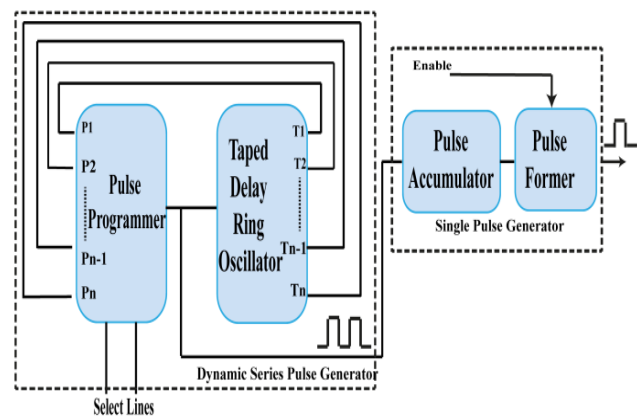 P1
P2
Pn-1
Pn
Pulse
Programmer
T1
T2
Tn-1
Tn
Taped
Delay
Ring
Oscillator
Select Lines
Dynamic Series Pulse Generator
Enable
Pulse
Accumulator
Pulse
Former
Single Pulse Generator